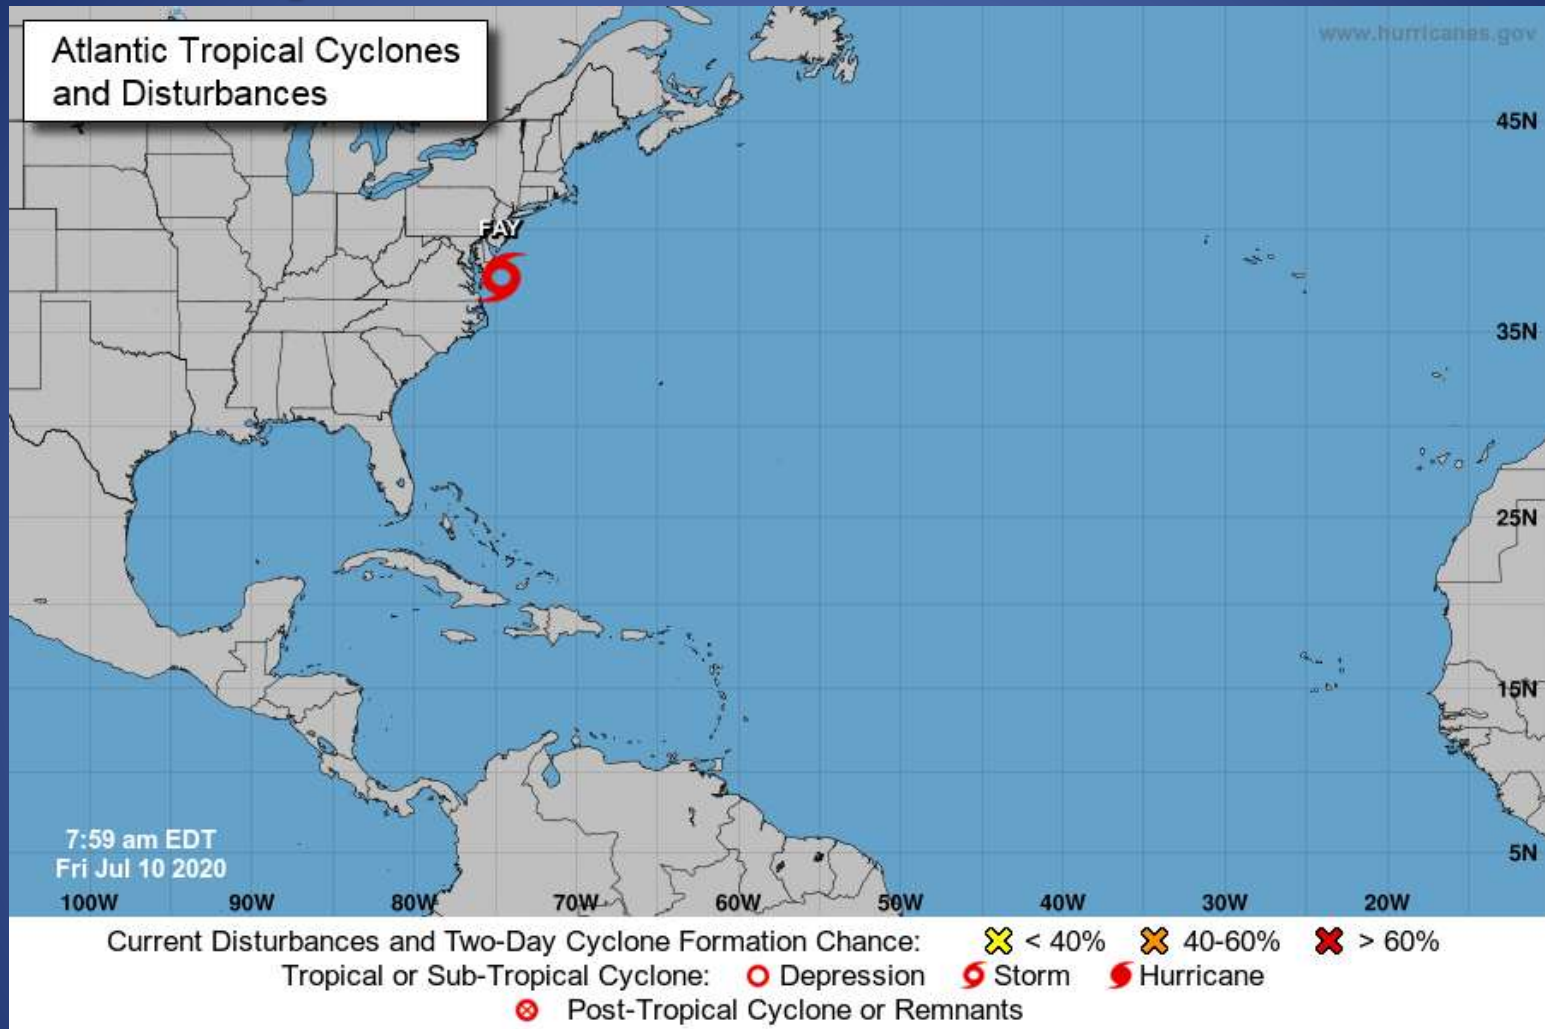 Atlantic Tropical Cyclones
and Disturbances
www.hurricanes.gov
45N
FAY
35N
25N
15N
7:59 am EDT
Fri Jul 10 2020
5N
100W 90W 80W 70W 60W 50W 40W 30W 20W
Current Disturbances and Two-Day Cyclone Formation Chance: < 40% 40-60% > 60%
Tropical or Sub-Tropical Cyclone: Depression Storm Hurricane
Post-Tropical Cyclone or Remnants